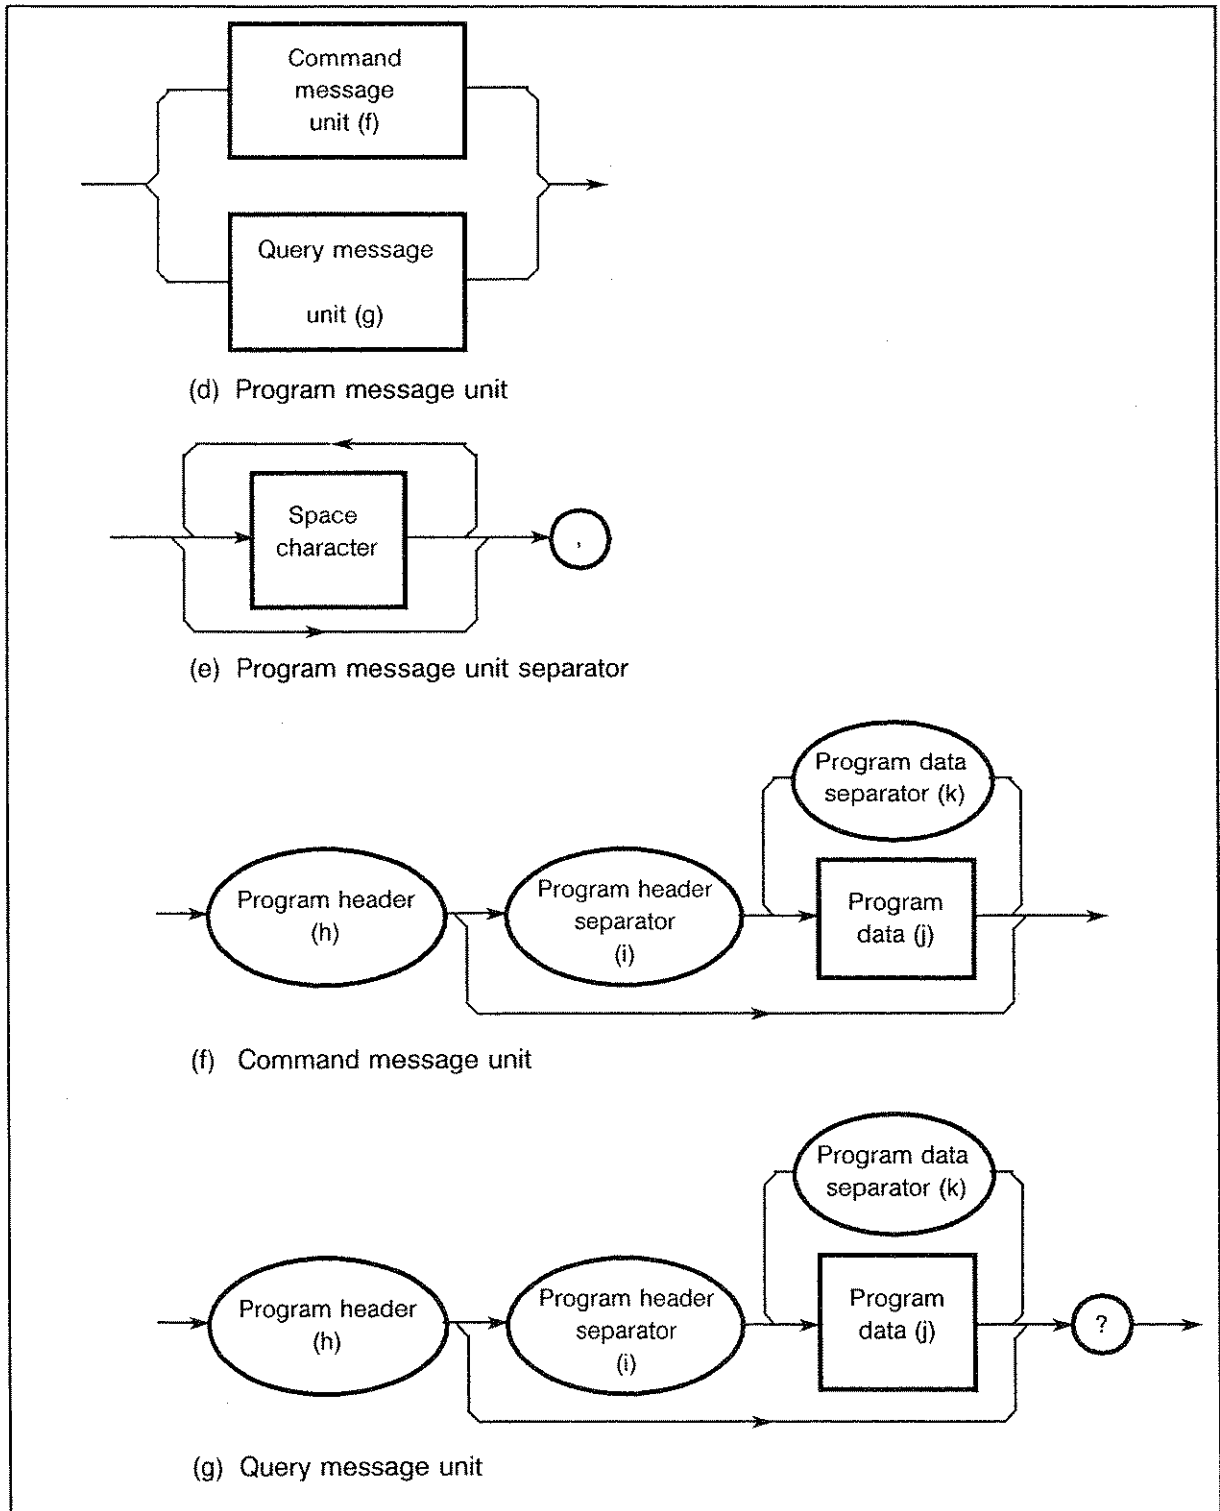 Command
message
unit (f)
Query message
unit (g)
(d) Program message unit
Space
character
,
(e) Program message unit separator
Program data
separator (k)
Program header
(h)
Program header
separator
(i)
Program
data (j)
(f) Command message unit
Program data
separator (k)
Program header
(h)
Program header
separator
(i)
Program
data (j)
?
(g) Query message unit